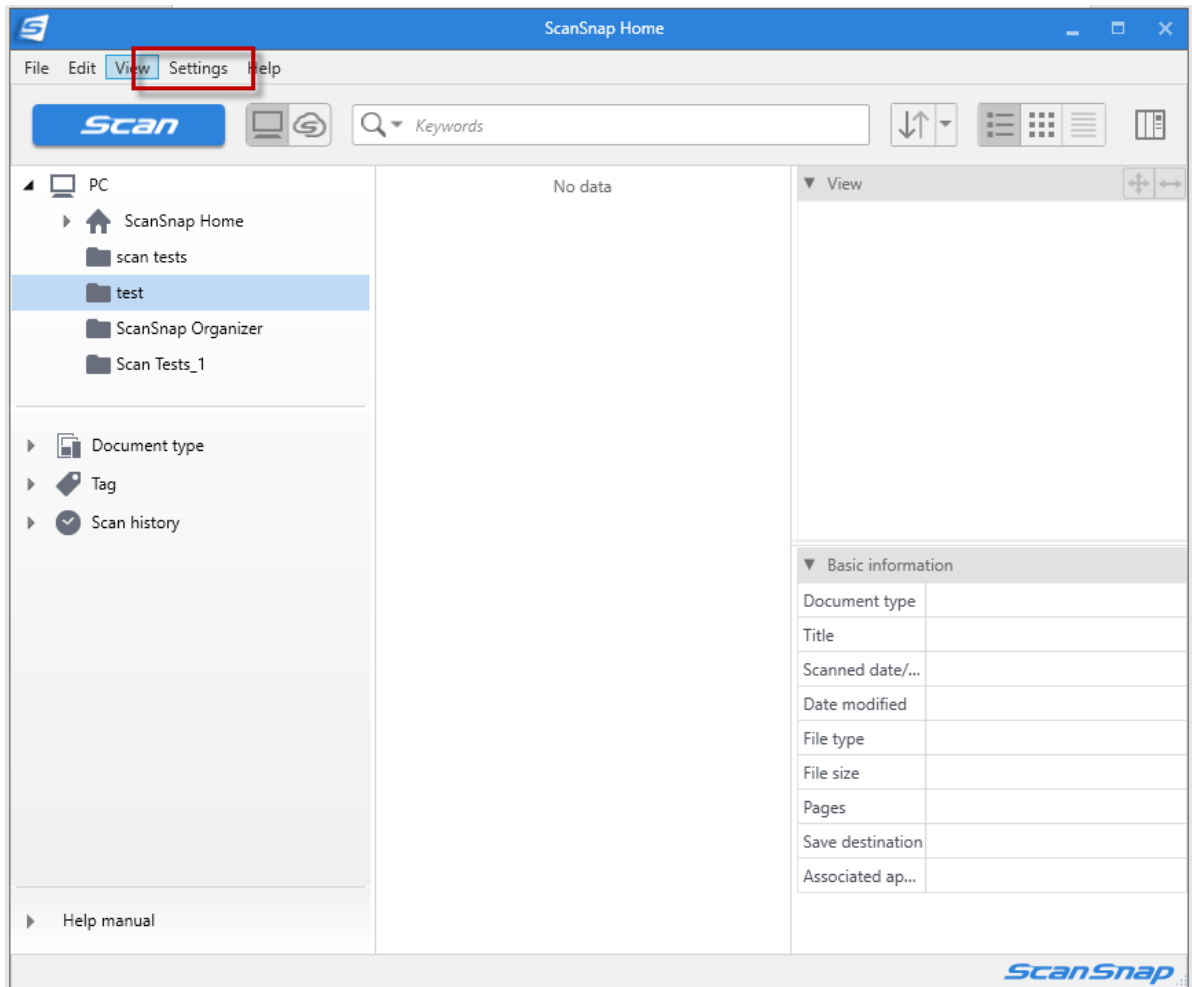 ScanSnap Home
File Edit View Settings Help
Scan
Keywords
PC
ScanSnap Home
scan tests
test
ScanSnap Organizer
Scan Tests_1
Document type
Tag
Scan history
Help manual
No data
View
Basic information
Document type
Title
Scanned date/...
Date modified
File type
File size
Pages
Save destination
Associated ap...
ScanSnap